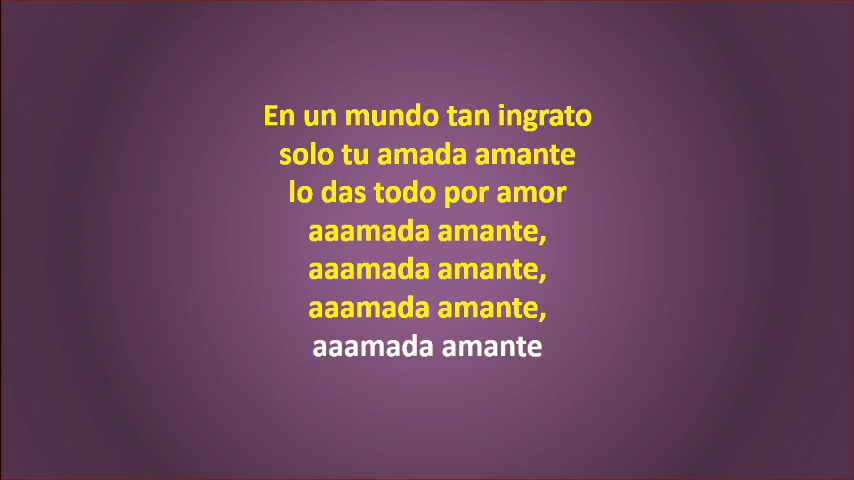 En un mundo tan ingrato
solo tu amada amante
lo das todo por amor
aaamada amante,
aaamada amante,
aaamada amante,
aaamada amante